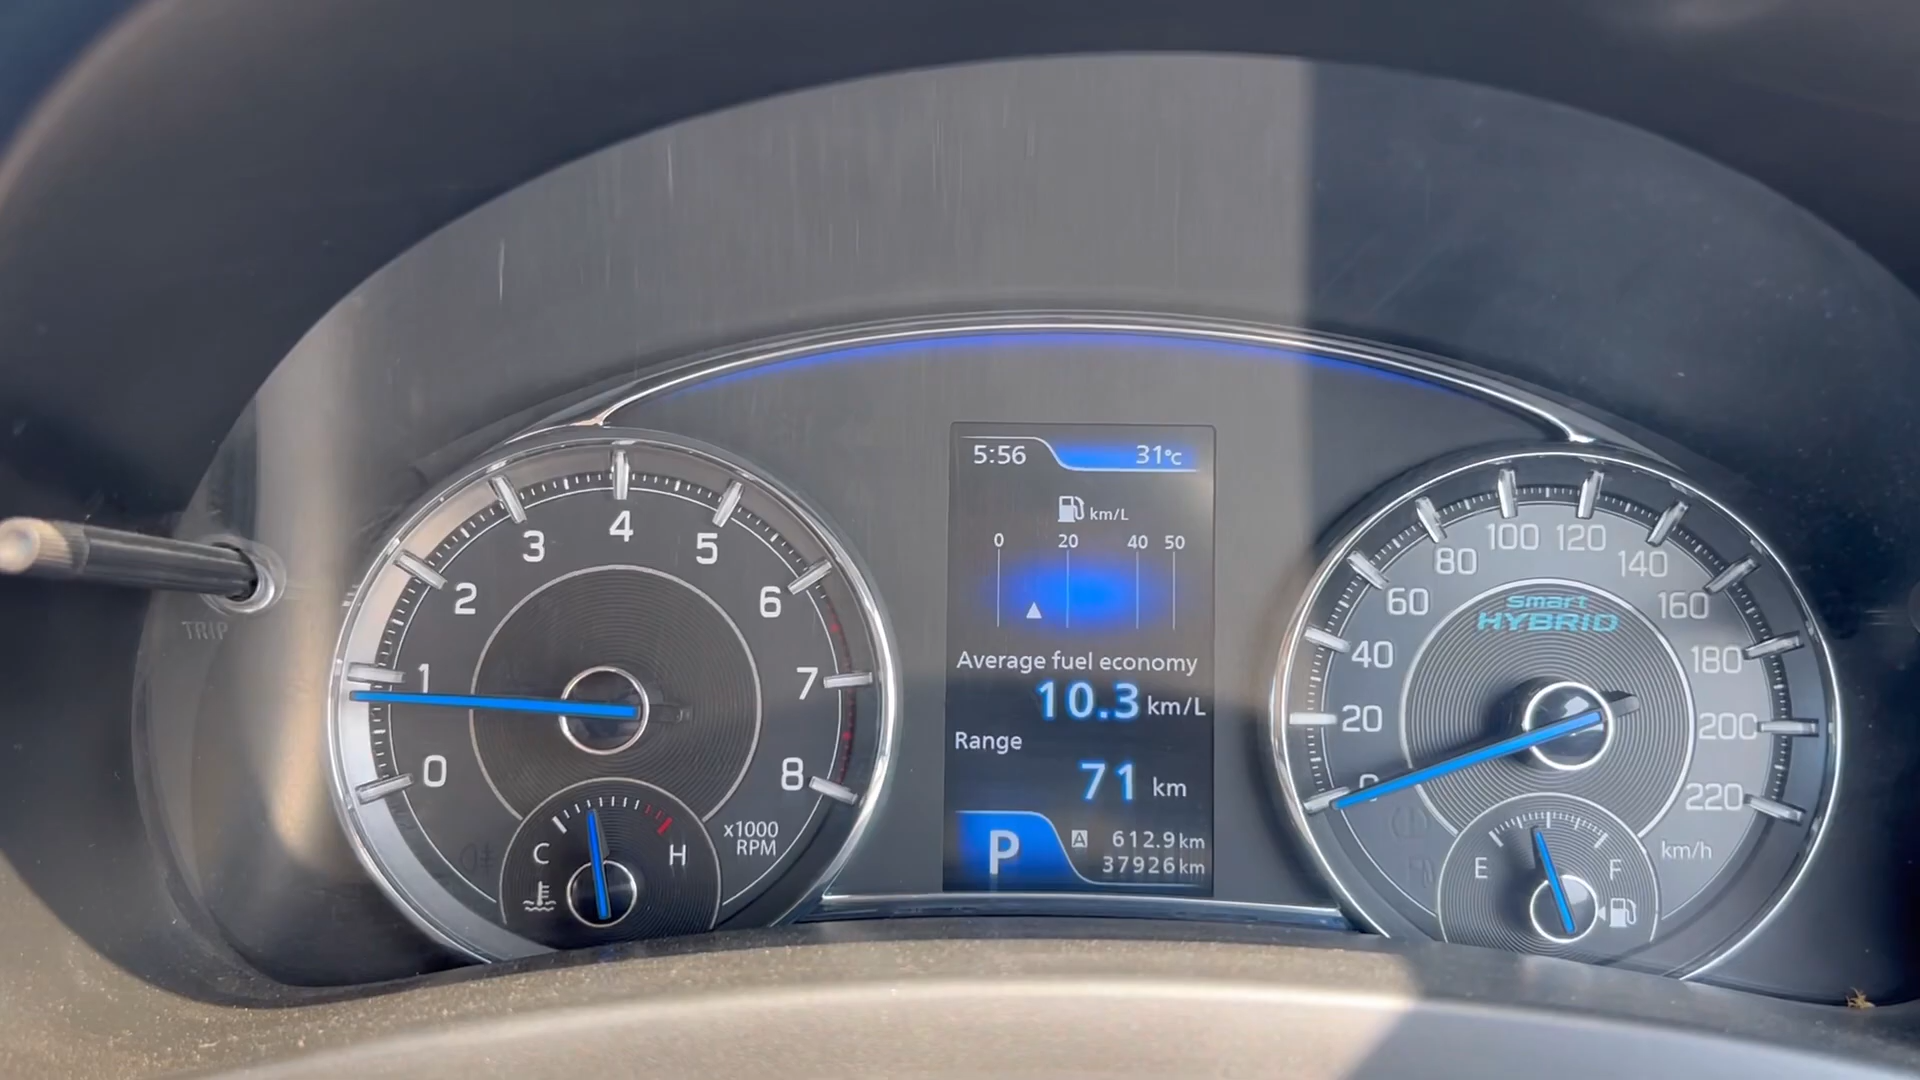 TRIP
0
1
2
3
4
5
6
7
8
x1000
RPM
C
H
5:56
31°C
km/L
0 20 40 50
Average fuel economy
10.3 km/L
Range
71 km
P
A 612.9 km
37926 km
0
20
40
60
80
100
120
140
160
180
200
220
km/h
smart
HYBRID
E
F